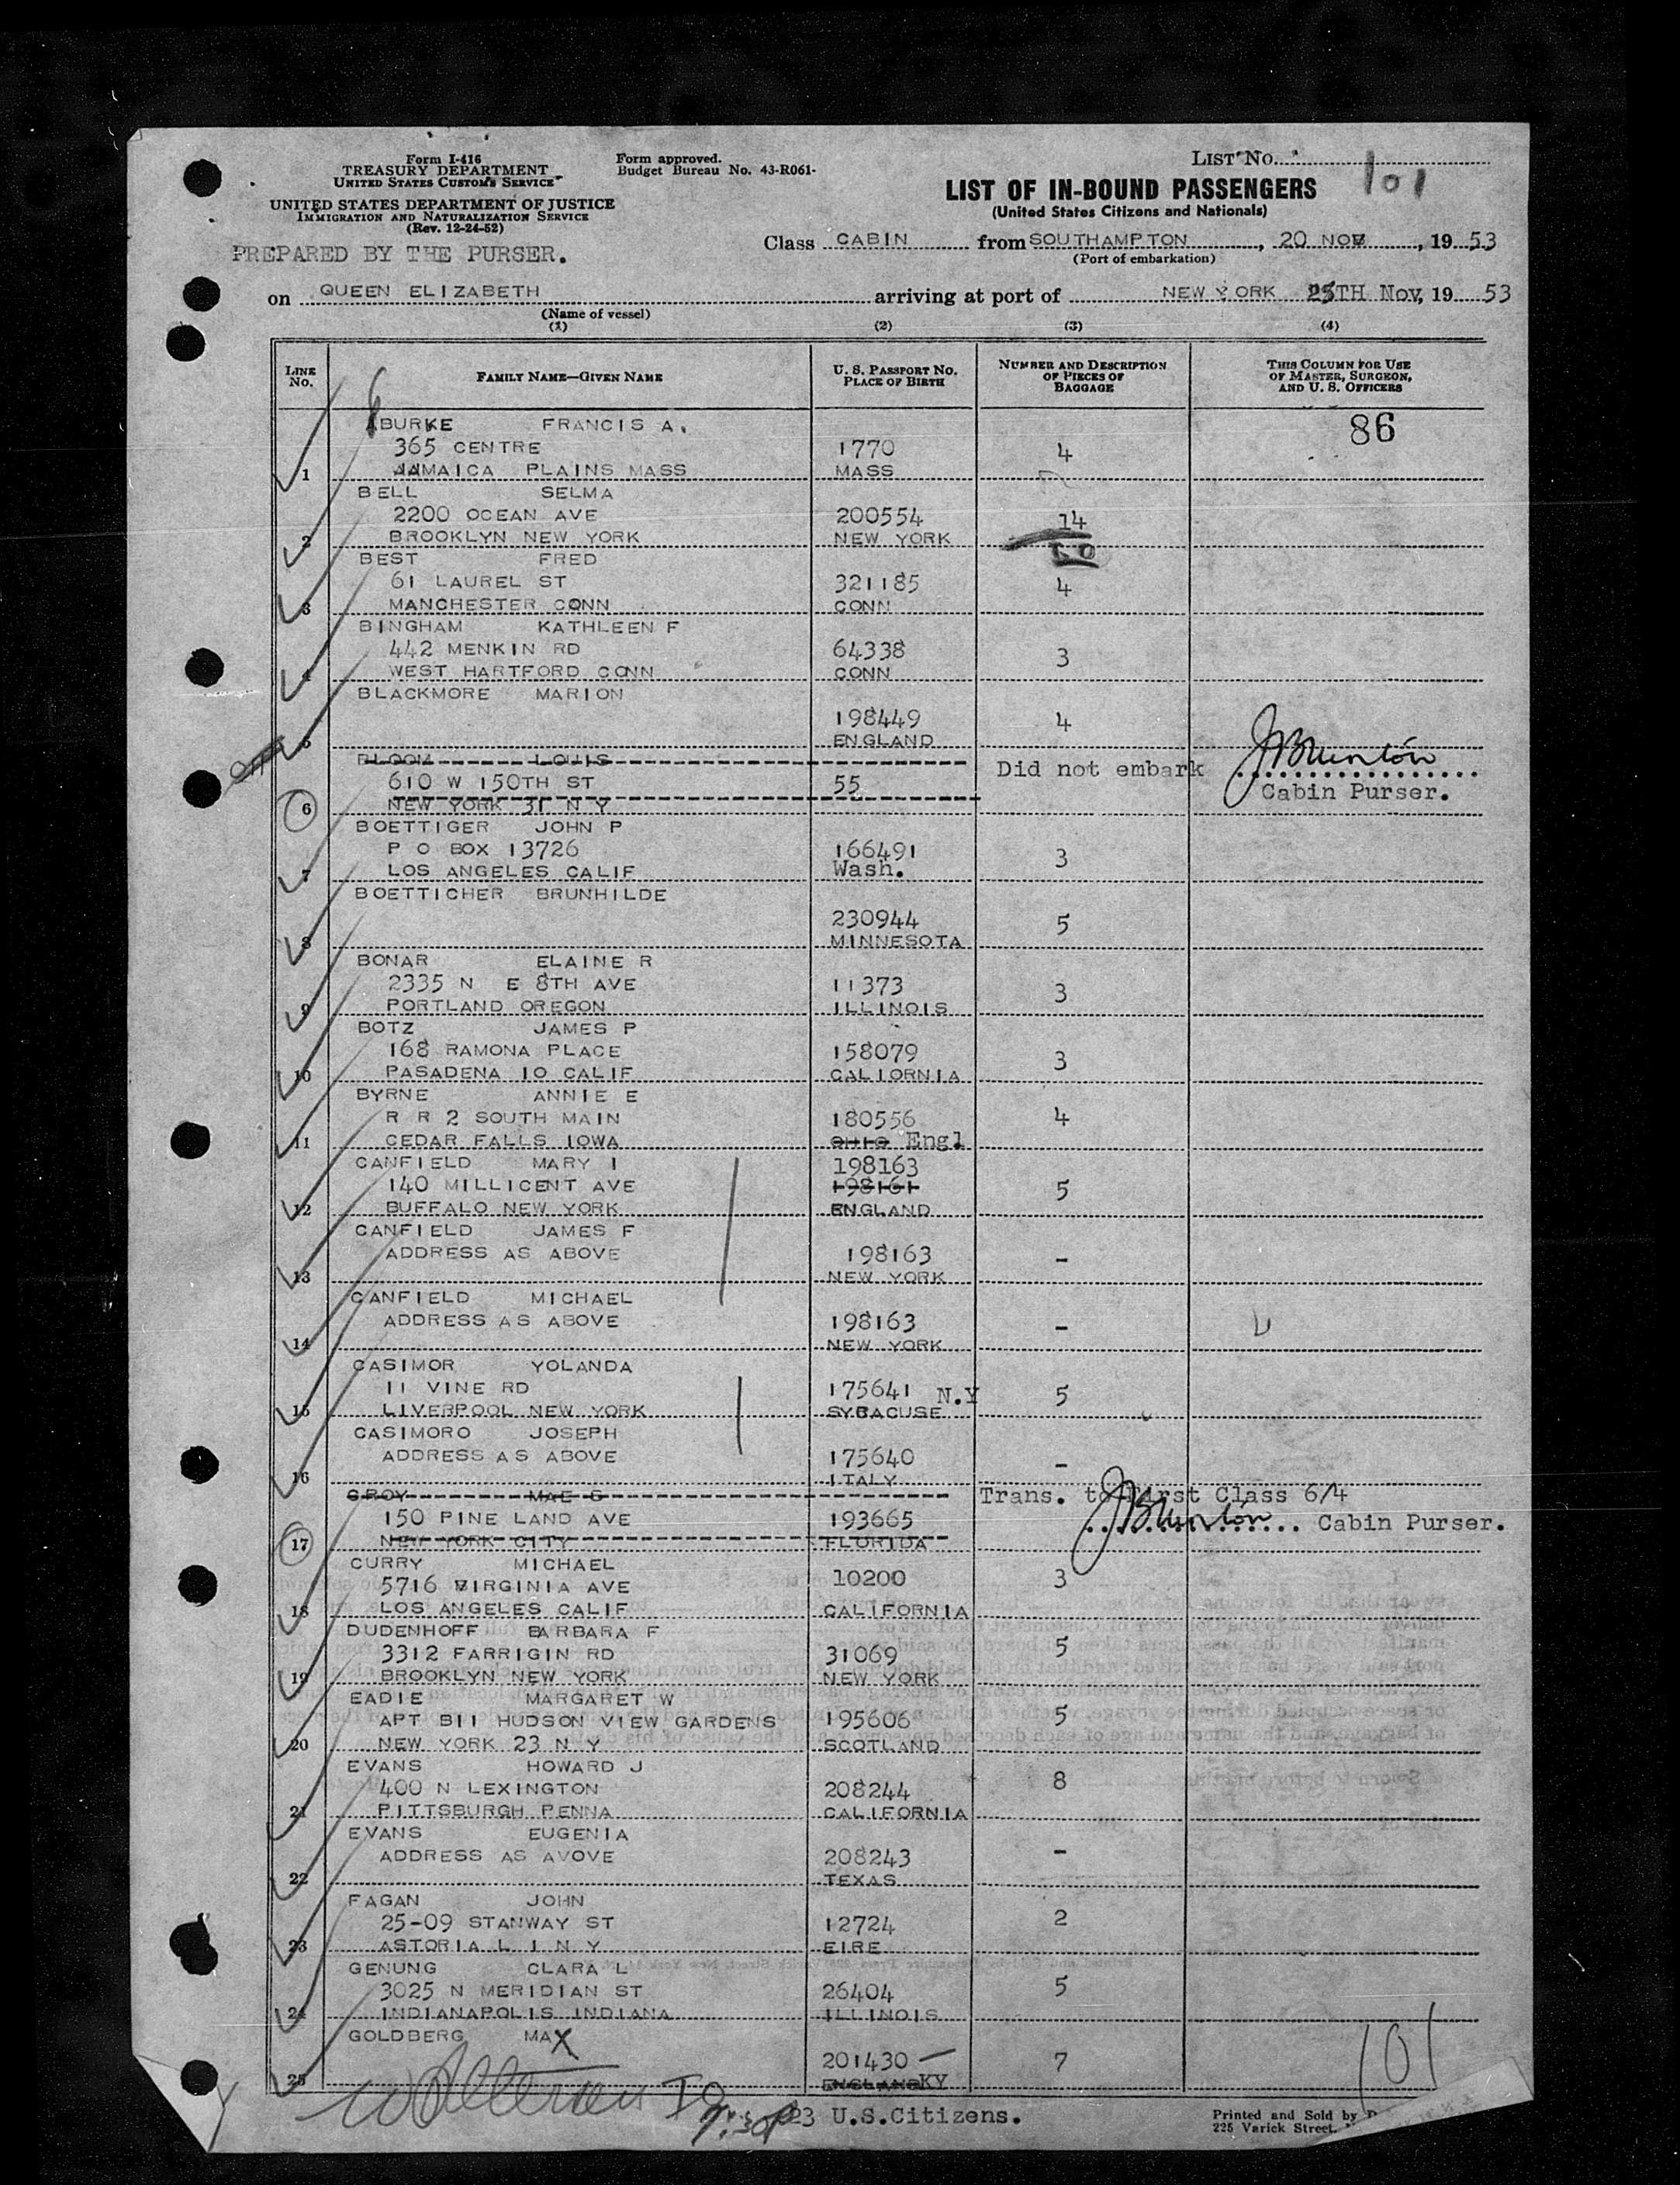 Form I-416
TREASURY DEPARTMENT
UNITED STATES CUSTOMS SERVICE
UNITED STATES DEPARTMENT OF JUSTICE
IMMIGRATION AND NATURALIZATION SERVICE
(Rev. 12-24-52)
PREPARED BY THE PURSER.
Form approved.
Budget Bureau No. 43-R061-
LIST No. 101
LIST OF IN-BOUND PASSENGERS
(United States Citizens and Nationals)
Class CABIN from SOUTHAMPTON, 20 NOV, 19 53
(Port of embarkation)
on QUEEN ELIZABETH arriving at port of NEW YORK 25TH Nov, 19 53
(Name of vessel)
(1) (2) (3) (4)
LINE No. FAMILY NAME—GIVEN NAME U. S. PASSPORT No. PLACE OF BIRTH NUMBER AND DESCRIPTION OF PIECES OF BAGGAGE THIS COLUMN FOR USE OF MASTER, SURGEON, AND U. S. OFFICERS
BURKE FRANCIS A. 86
365 CENTRE 1770 4
1 JAMAICA PLAINS MASS MASS
BELL SELMA
2200 OCEAN AVE 200554 14
2 BROOKLYN NEW YORK NEW YORK
BEST FRED
61 LAUREL ST 321185 4
3 MANCHESTER CONN CONN
BINGHAM KATHLEEN F
442 MENKIN RD 64338 3
4 WEST HARTFORD CONN CONN
BLACKMORE MARION
198449 4
5 ENGLAND
BLOOM LOUIS
610 W 150TH ST 55 Did not embark
6 NEW YORK 31 N Y Cabin Purser.
BOETTIGER JOHN P
P O BOX 13726 166491 3
7 LOS ANGELES CALIF Wash.
BOETTICHER BRUNHILDE
230944 5
8 MINNESOTA
BONAR ELAINE R
2335 N E 8TH AVE 11373 3
9 PORTLAND OREGON ILLINOIS
BOTZ JAMES P
168 RAMONA PLACE 158079 3
10 PASADENA 10 CALIF CALIORNIA
BYRNE ANNIE E
R R 2 SOUTH MAIN 180556 4
11 CEDAR FALLS IOWA OHIO Engl
CANFIELD MARY I 198163
140 MILLICENT AVE 198161 5
12 BUFFALO NEW YORK ENGLAND
CANFIELD JAMES F
ADDRESS AS ABOVE 198163 -
13 NEW YORK
CANFIELD MICHAEL
ADDRESS AS ABOVE 198163 -
14 NEW YORK
CASIMOR YOLANDA
11 VINE RD 175641 N.Y 5
15 LIVERPOOL NEW YORK SYRACUSE
CASIMORO JOSEPH
ADDRESS AS ABOVE 175640 -
16 ITALY
CROY MAE G Trans. to First Class 6/4
150 PINE LAND AVE 193665 Cabin Purser.
17 NEW YORK CITY FLORIDA
CURRY MICHAEL
5716 VIRGINIA AVE 10200 3
18 LOS ANGELES CALIF CALIFORNIA
DUDENHOFF BARBARA F
3312 FARRIGIN RD 31069 5
19 BROOKLYN NEW YORK NEW YORK
EADIE MARGARET W
APT B11 HUDSON VIEW GARDENS 195606 5
20 NEW YORK 23 N Y SCOTLAND
EVANS HOWARD J
400 N LEXINGTON 208244 8
21 PITTSBURGH PENNA CALIFORNIA
EVANS EUGENIA
ADDRESS AS AVOVE 208243 -
22 TEXAS
FAGAN JOHN
25-09 STANWAY ST 12724 2
23 ASTORIA L I N Y EIRE
GENUNG CLARA L
3025 N MERIDIAN ST 26404 5
24 INDIANAPOLIS INDIANA ILLINOIS
GOLDBERG MAX
201430 — 7
25 ENGLAND KY
101
23 U.S.Citizens.
Printed and Sold by
225 Varick Street,